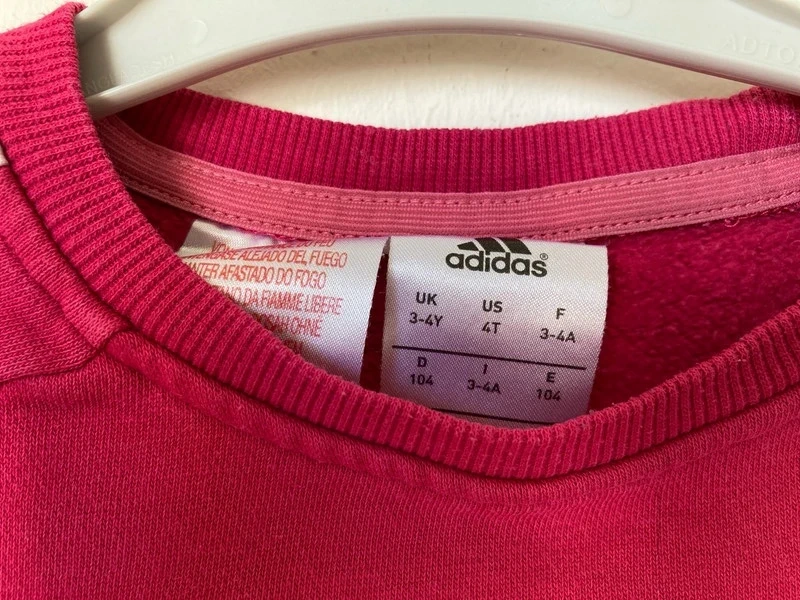 DEL FUEGO
AFASTADO DO FOGO
DA FIAMME LIBERE
OHNE
adidas®
UK US F
3-4Y 4T 3-4A
D I E
104 3-4A 104